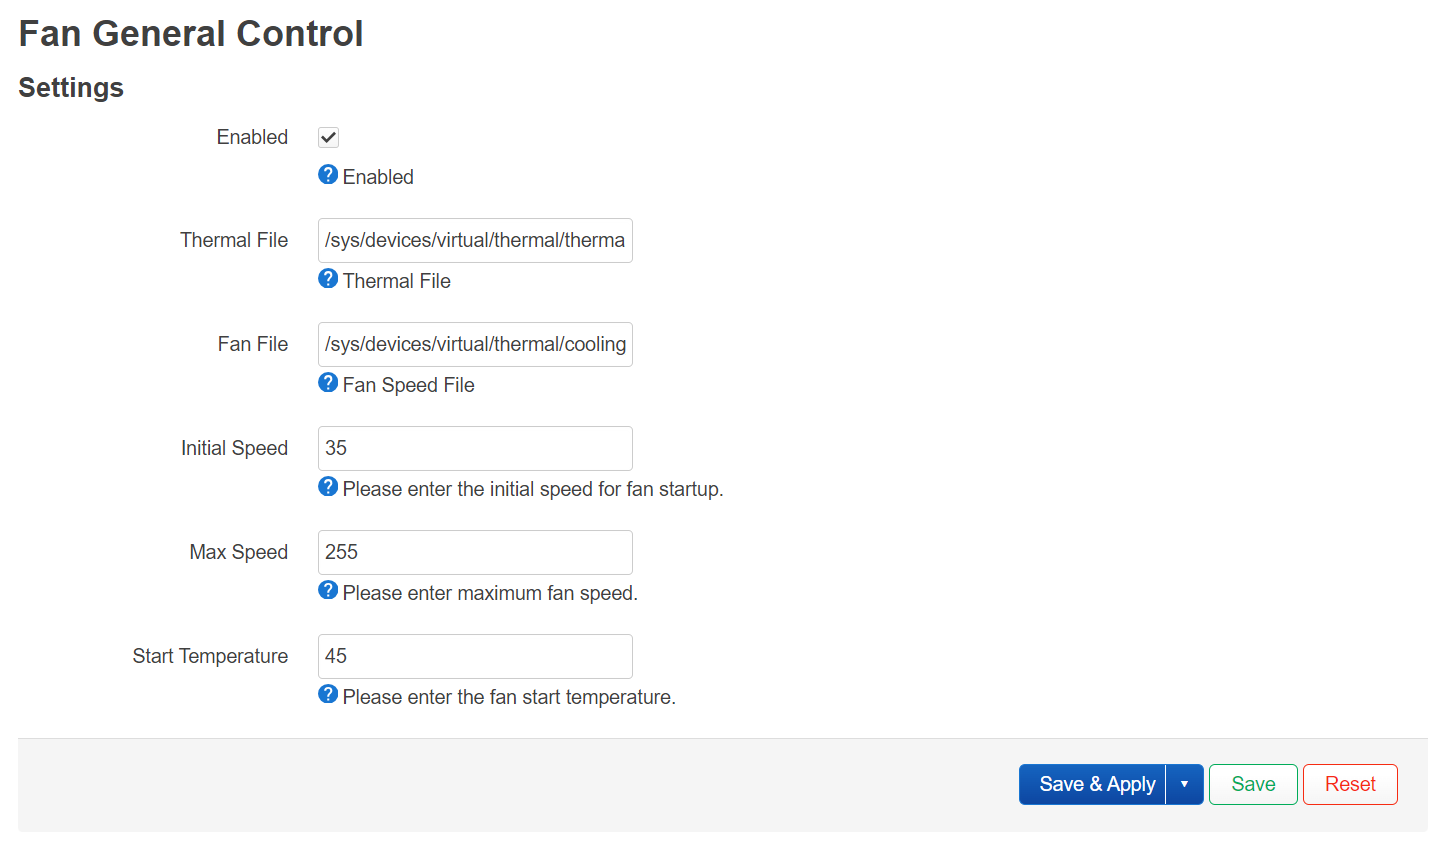 Fan General Control
Settings
Enabled
Enabled
Thermal File
/sys/devices/virtual/thermal/therma
Thermal File
Fan File
/sys/devices/virtual/thermal/cooling
Fan Speed File
Initial Speed
35
Please enter the initial speed for fan startup.
Max Speed
255
Please enter maximum fan speed.
Start Temperature
45
Please enter the fan start temperature.
Save & Apply
Save
Reset